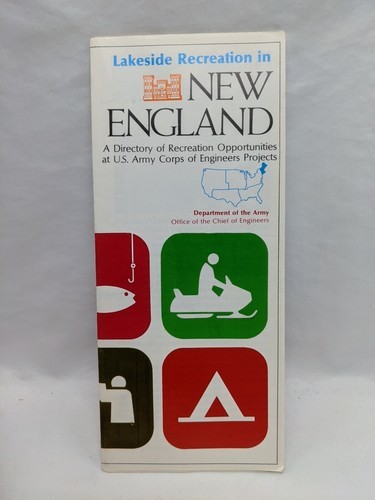 Lakeside Recreation in
NEW
ENGLAND
A Directory of Recreation Opportunities
at U.S. Army Corps of Engineers Projects
Department of the Army
Office of the Chief of Engineers